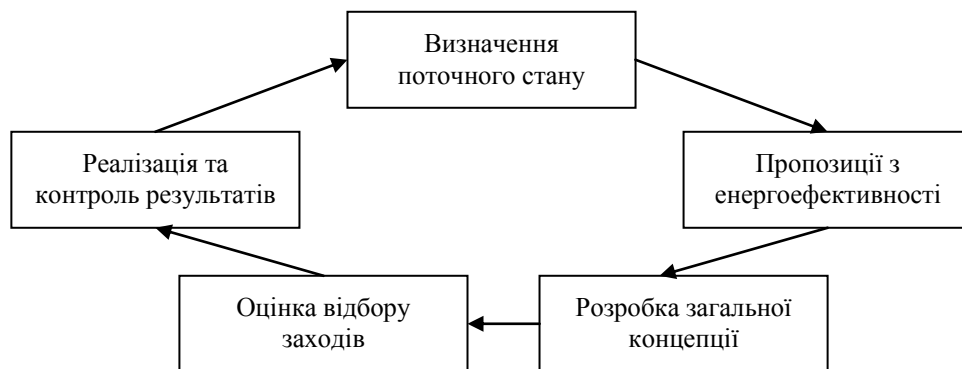 Визначення
поточного стану
Пропозиції з
енергоефективності
Розробка загальної
концепції
Оцінка відбору
заходів
Реалізація та
контроль результатів